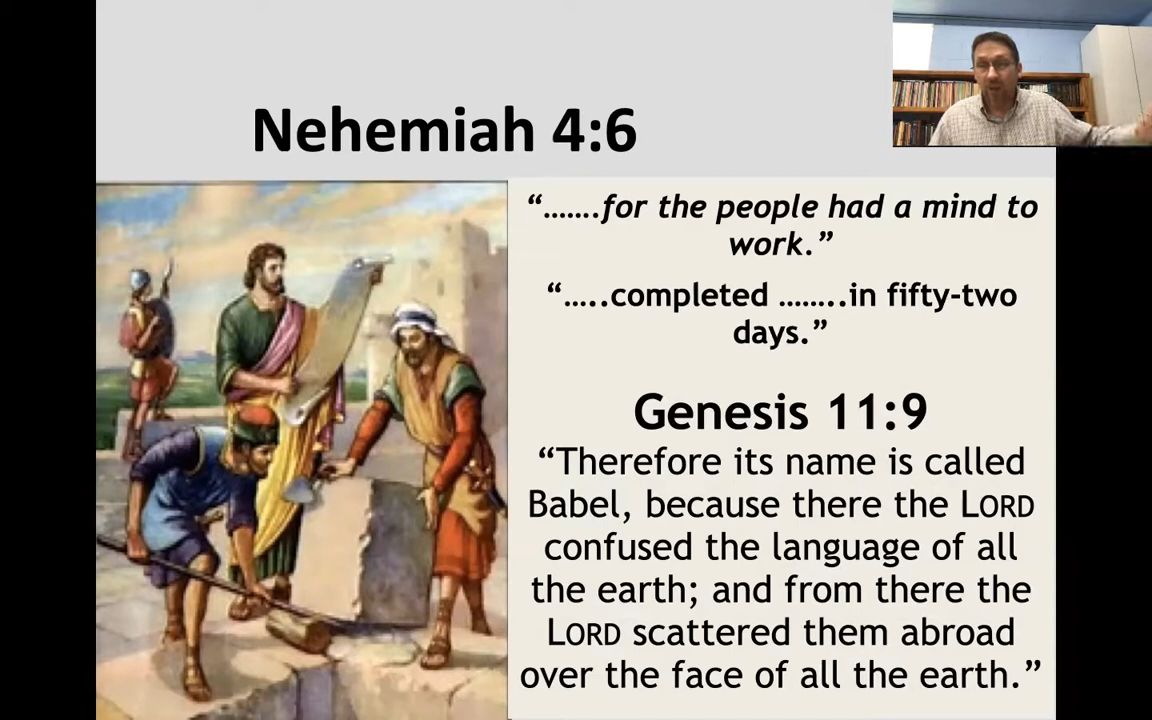 Nehemiah 4:6
“…….for the people had a mind to
work.”
“…..completed ……..in fifty-two
days.”
Genesis 11:9
“Therefore its name is called
Babel, because there the LORD
confused the language of all
the earth; and from there the
LORD scattered them abroad
over the face of all the earth.”